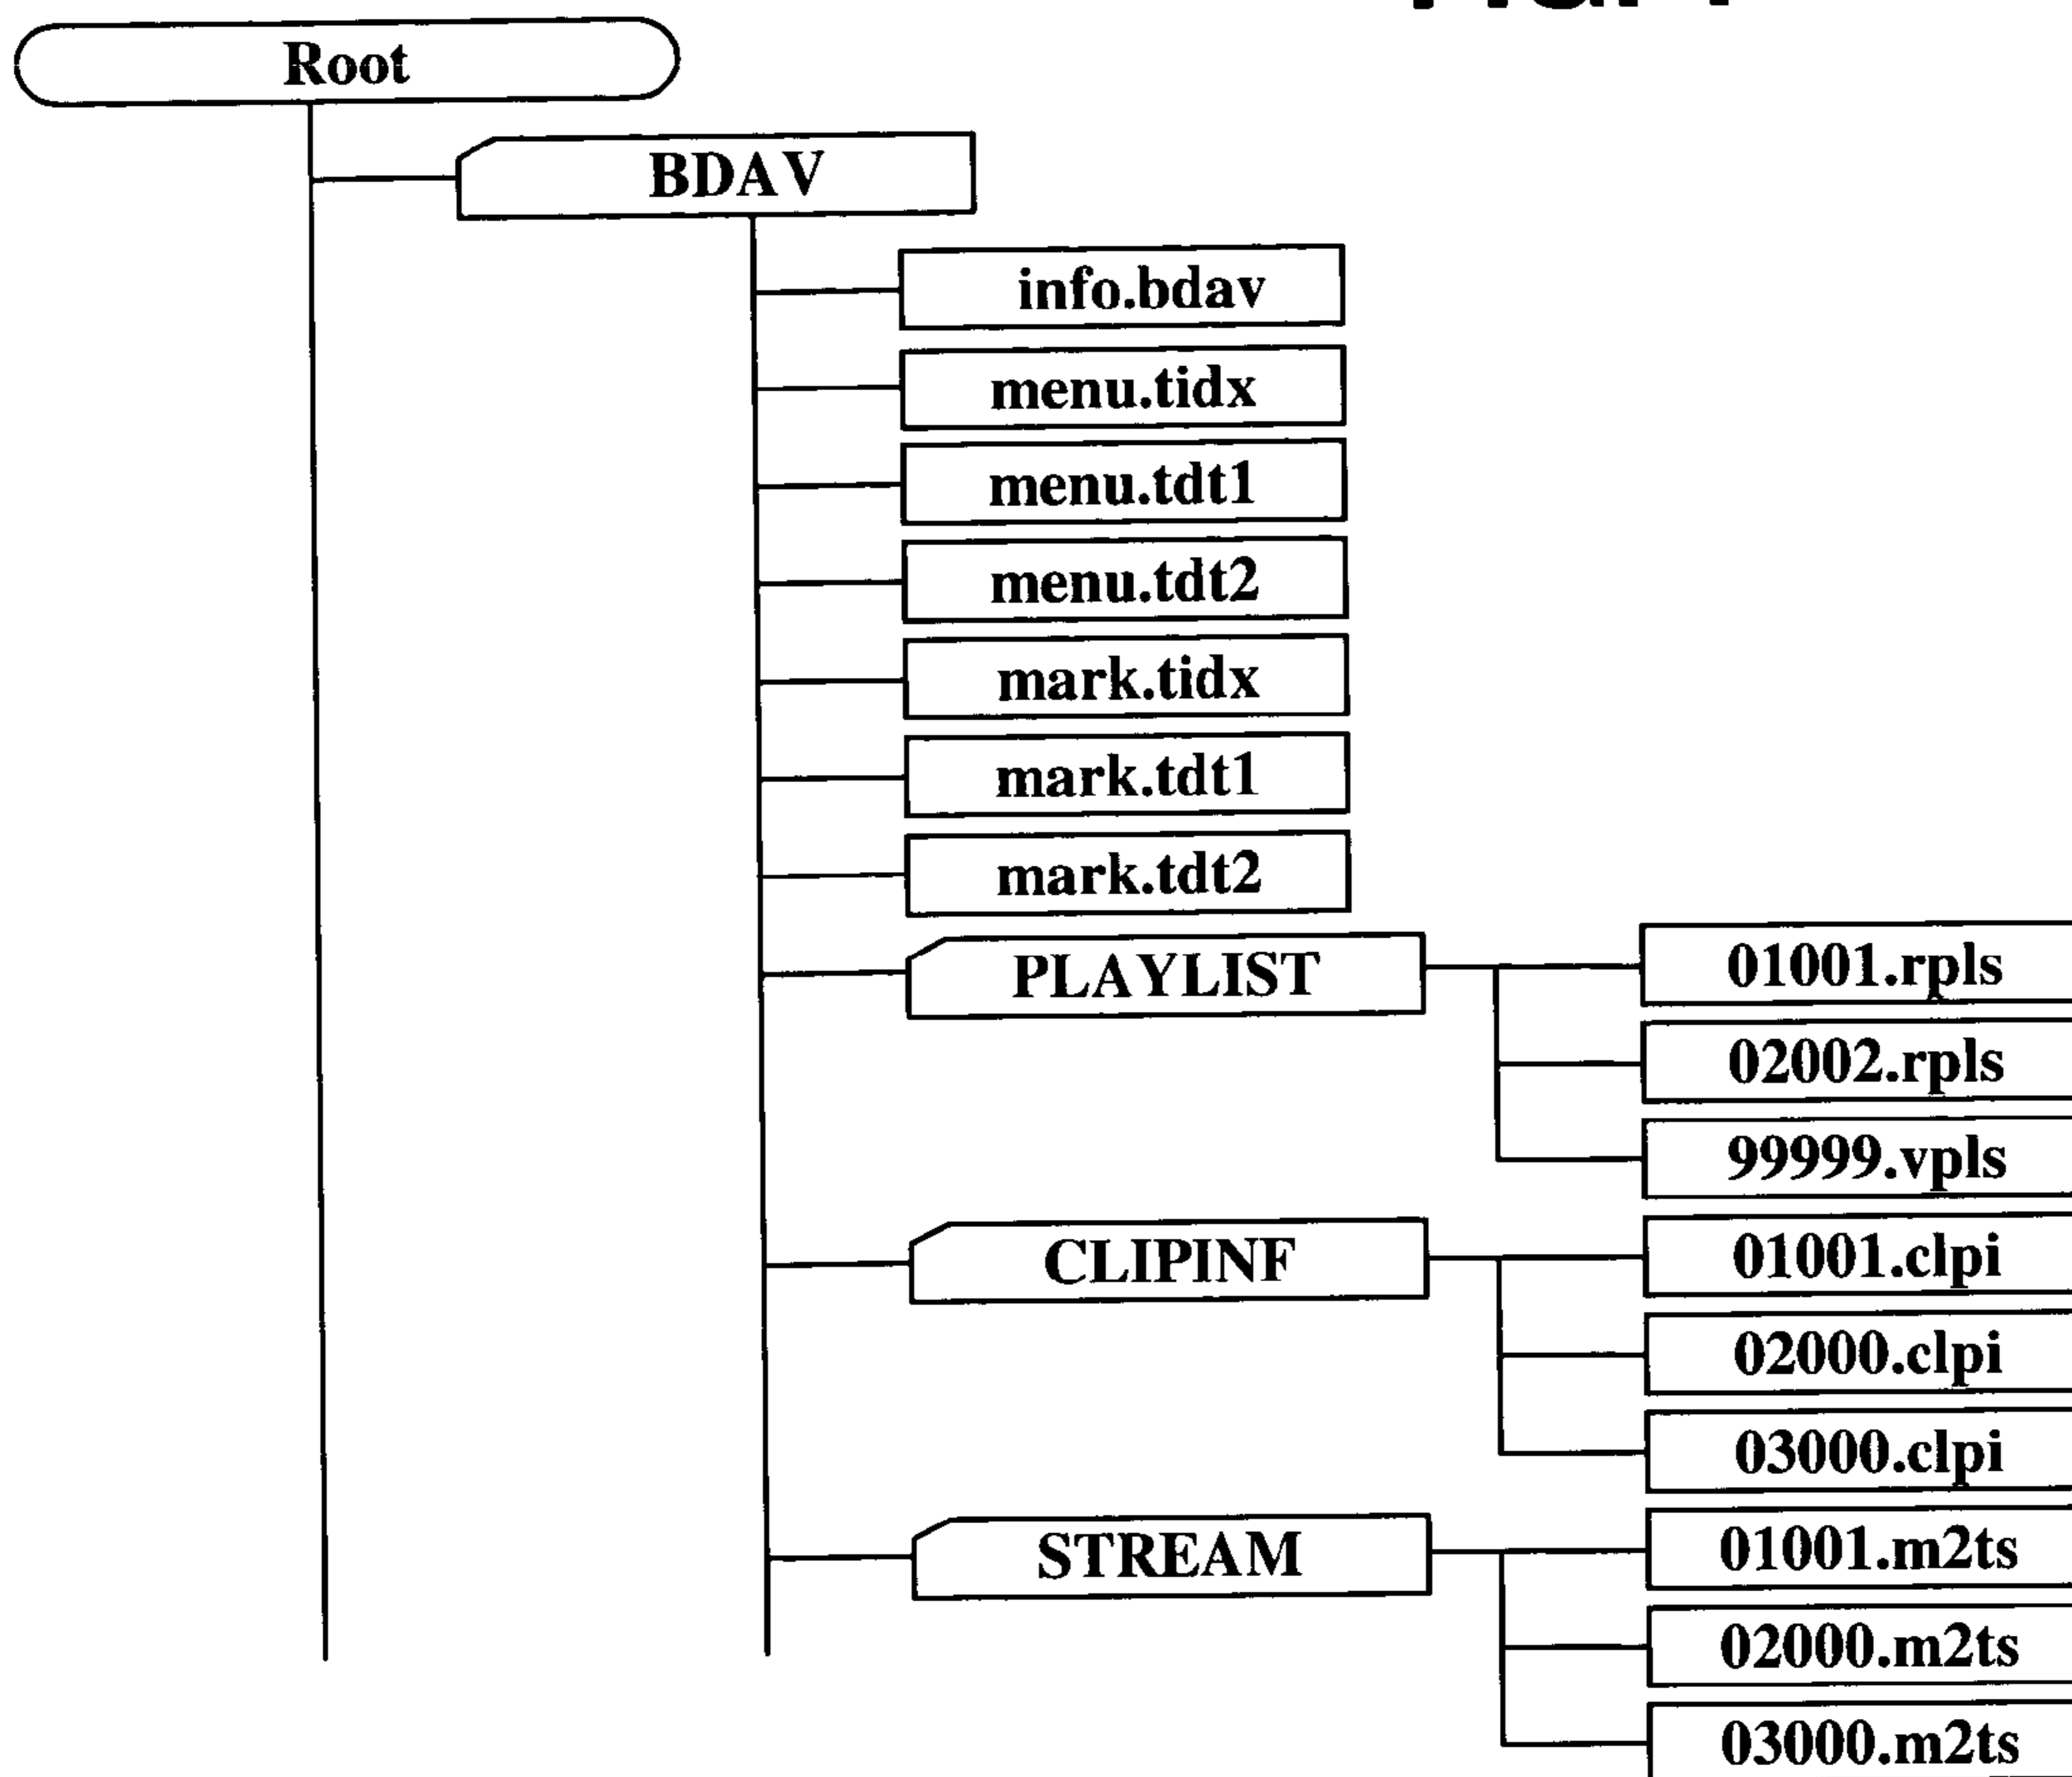 Root
BDAV
info.bdav
menu.tidx
menu.tdt1
menu.tdt2
mark.tidx
mark.tdt1
mark.tdt2
PLAYLIST
01001.rpls
02002.rpls
99999.vpls
CLIPINF
01001.clpi
02000.clpi
03000.clpi
STREAM
01001.m2ts
02000.m2ts
03000.m2ts